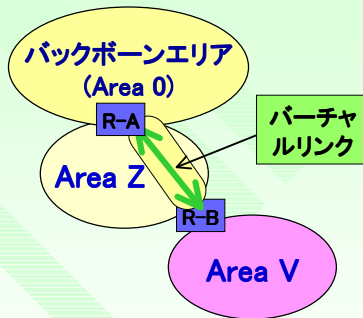 バックボーンエリア
(Area 0)
R-A
バーチャ
ルリンク
Area Z
R-B
Area V